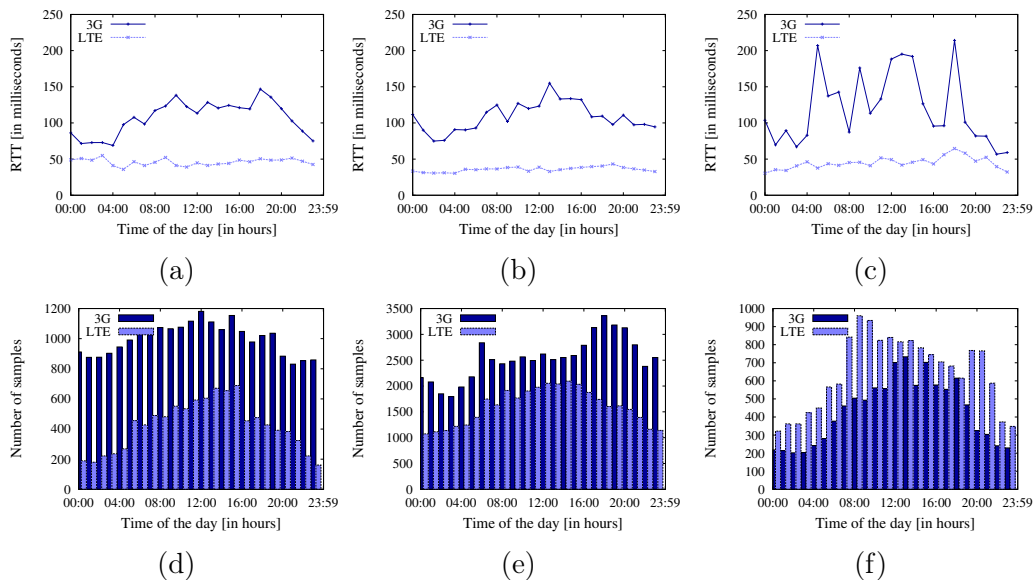 3G
LTE
250
200
150
100
50
0
00:00 04:00 08:00 12:00 16:00 20:00 23:59
RTT [in milliseconds]
Time of the day [in hours]
(a)
3G
LTE
250
200
150
100
50
0
00:00 04:00 08:00 12:00 16:00 20:00 23:59
RTT [in milliseconds]
Time of the day [in hours]
(b)
3G
LTE
250
200
150
100
50
0
00:00 04:00 08:00 12:00 16:00 20:00 23:59
RTT [in milliseconds]
Time of the day [in hours]
(c)
3G
LTE
1200
1000
800
600
400
200
0
00:00 04:00 08:00 12:00 16:00 20:00 23:59
Number of samples
Time of the day [in hours]
(d)
3G
LTE
3500
3000
2500
2000
1500
1000
500
0
00:00 04:00 08:00 12:00 16:00 20:00 23:59
Number of samples
Time of the day [in hours]
(e)
3G
LTE
1000
900
800
700
600
500
400
300
200
100
0
00:00 04:00 08:00 12:00 16:00 20:00 23:59
Number of samples
Time of the day [in hours]
(f)